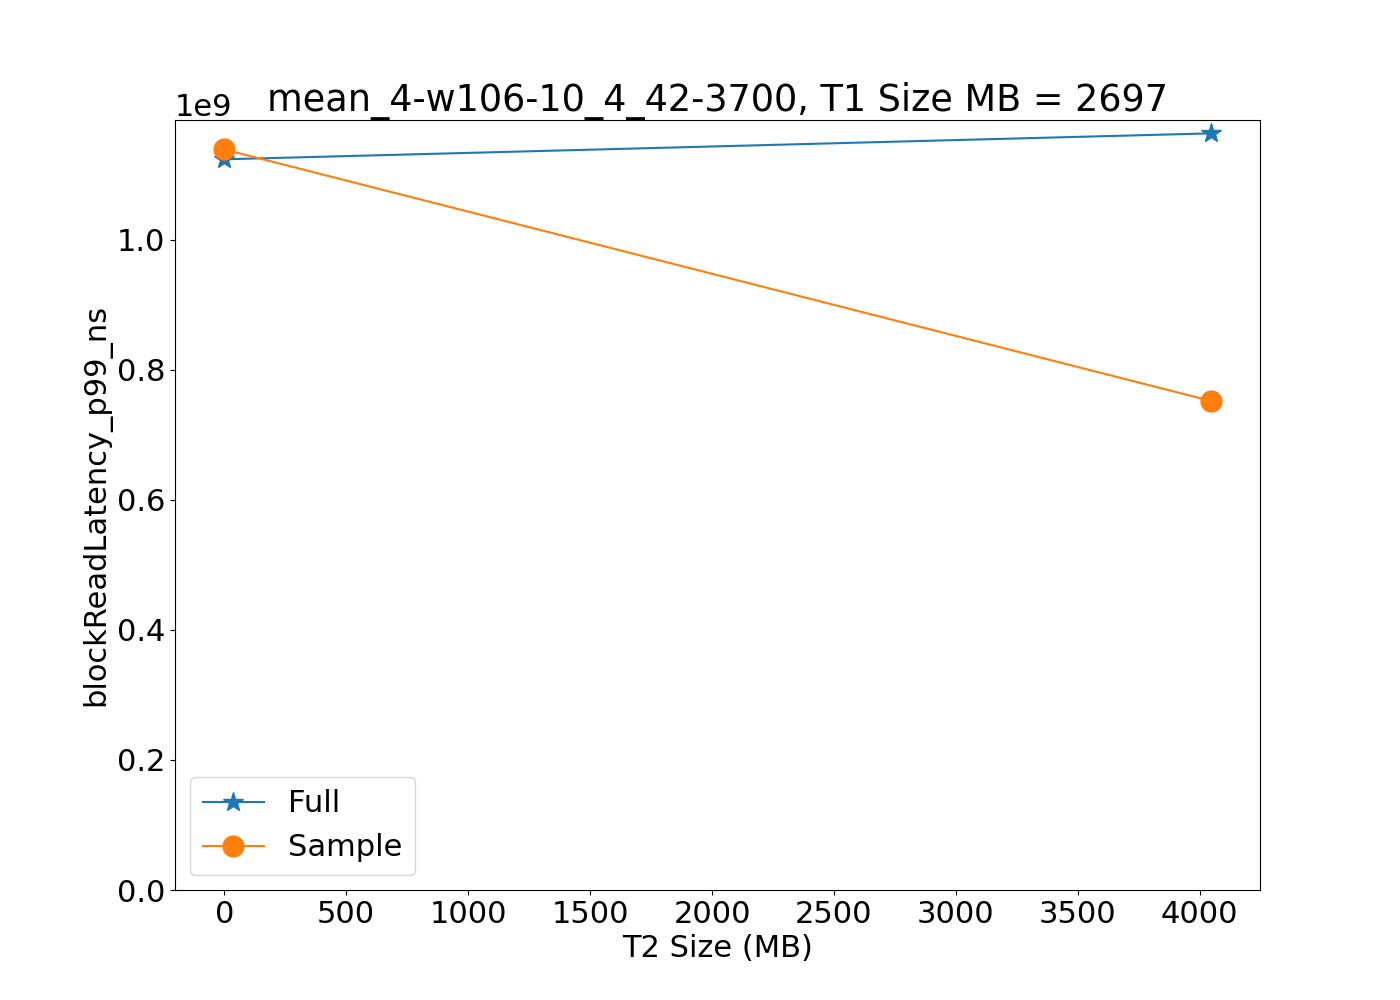 1e9
mean_4-w106-10_4_42-3700, T1 Size MB = 2697
blockReadLatency_p99_ns
1.0
0.8
0.6
0.4
0.2
0.0
Full
Sample
0 500 1000 1500 2000 2500 3000 3500 4000
T2 Size (MB)